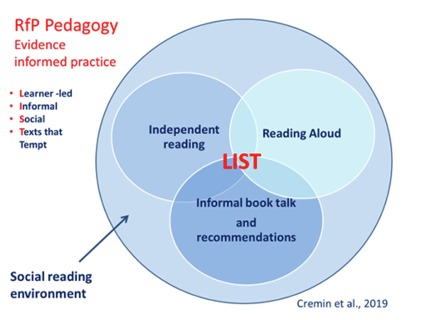 RfP Pedagogy
Evidence
informed practice
• Learner -led
• Informal
• Social
• Texts that
Tempt
Independent
reading
Reading Aloud
LIST
Informal book talk
and
recommendations
Social reading
environment
Cremin et al., 2019